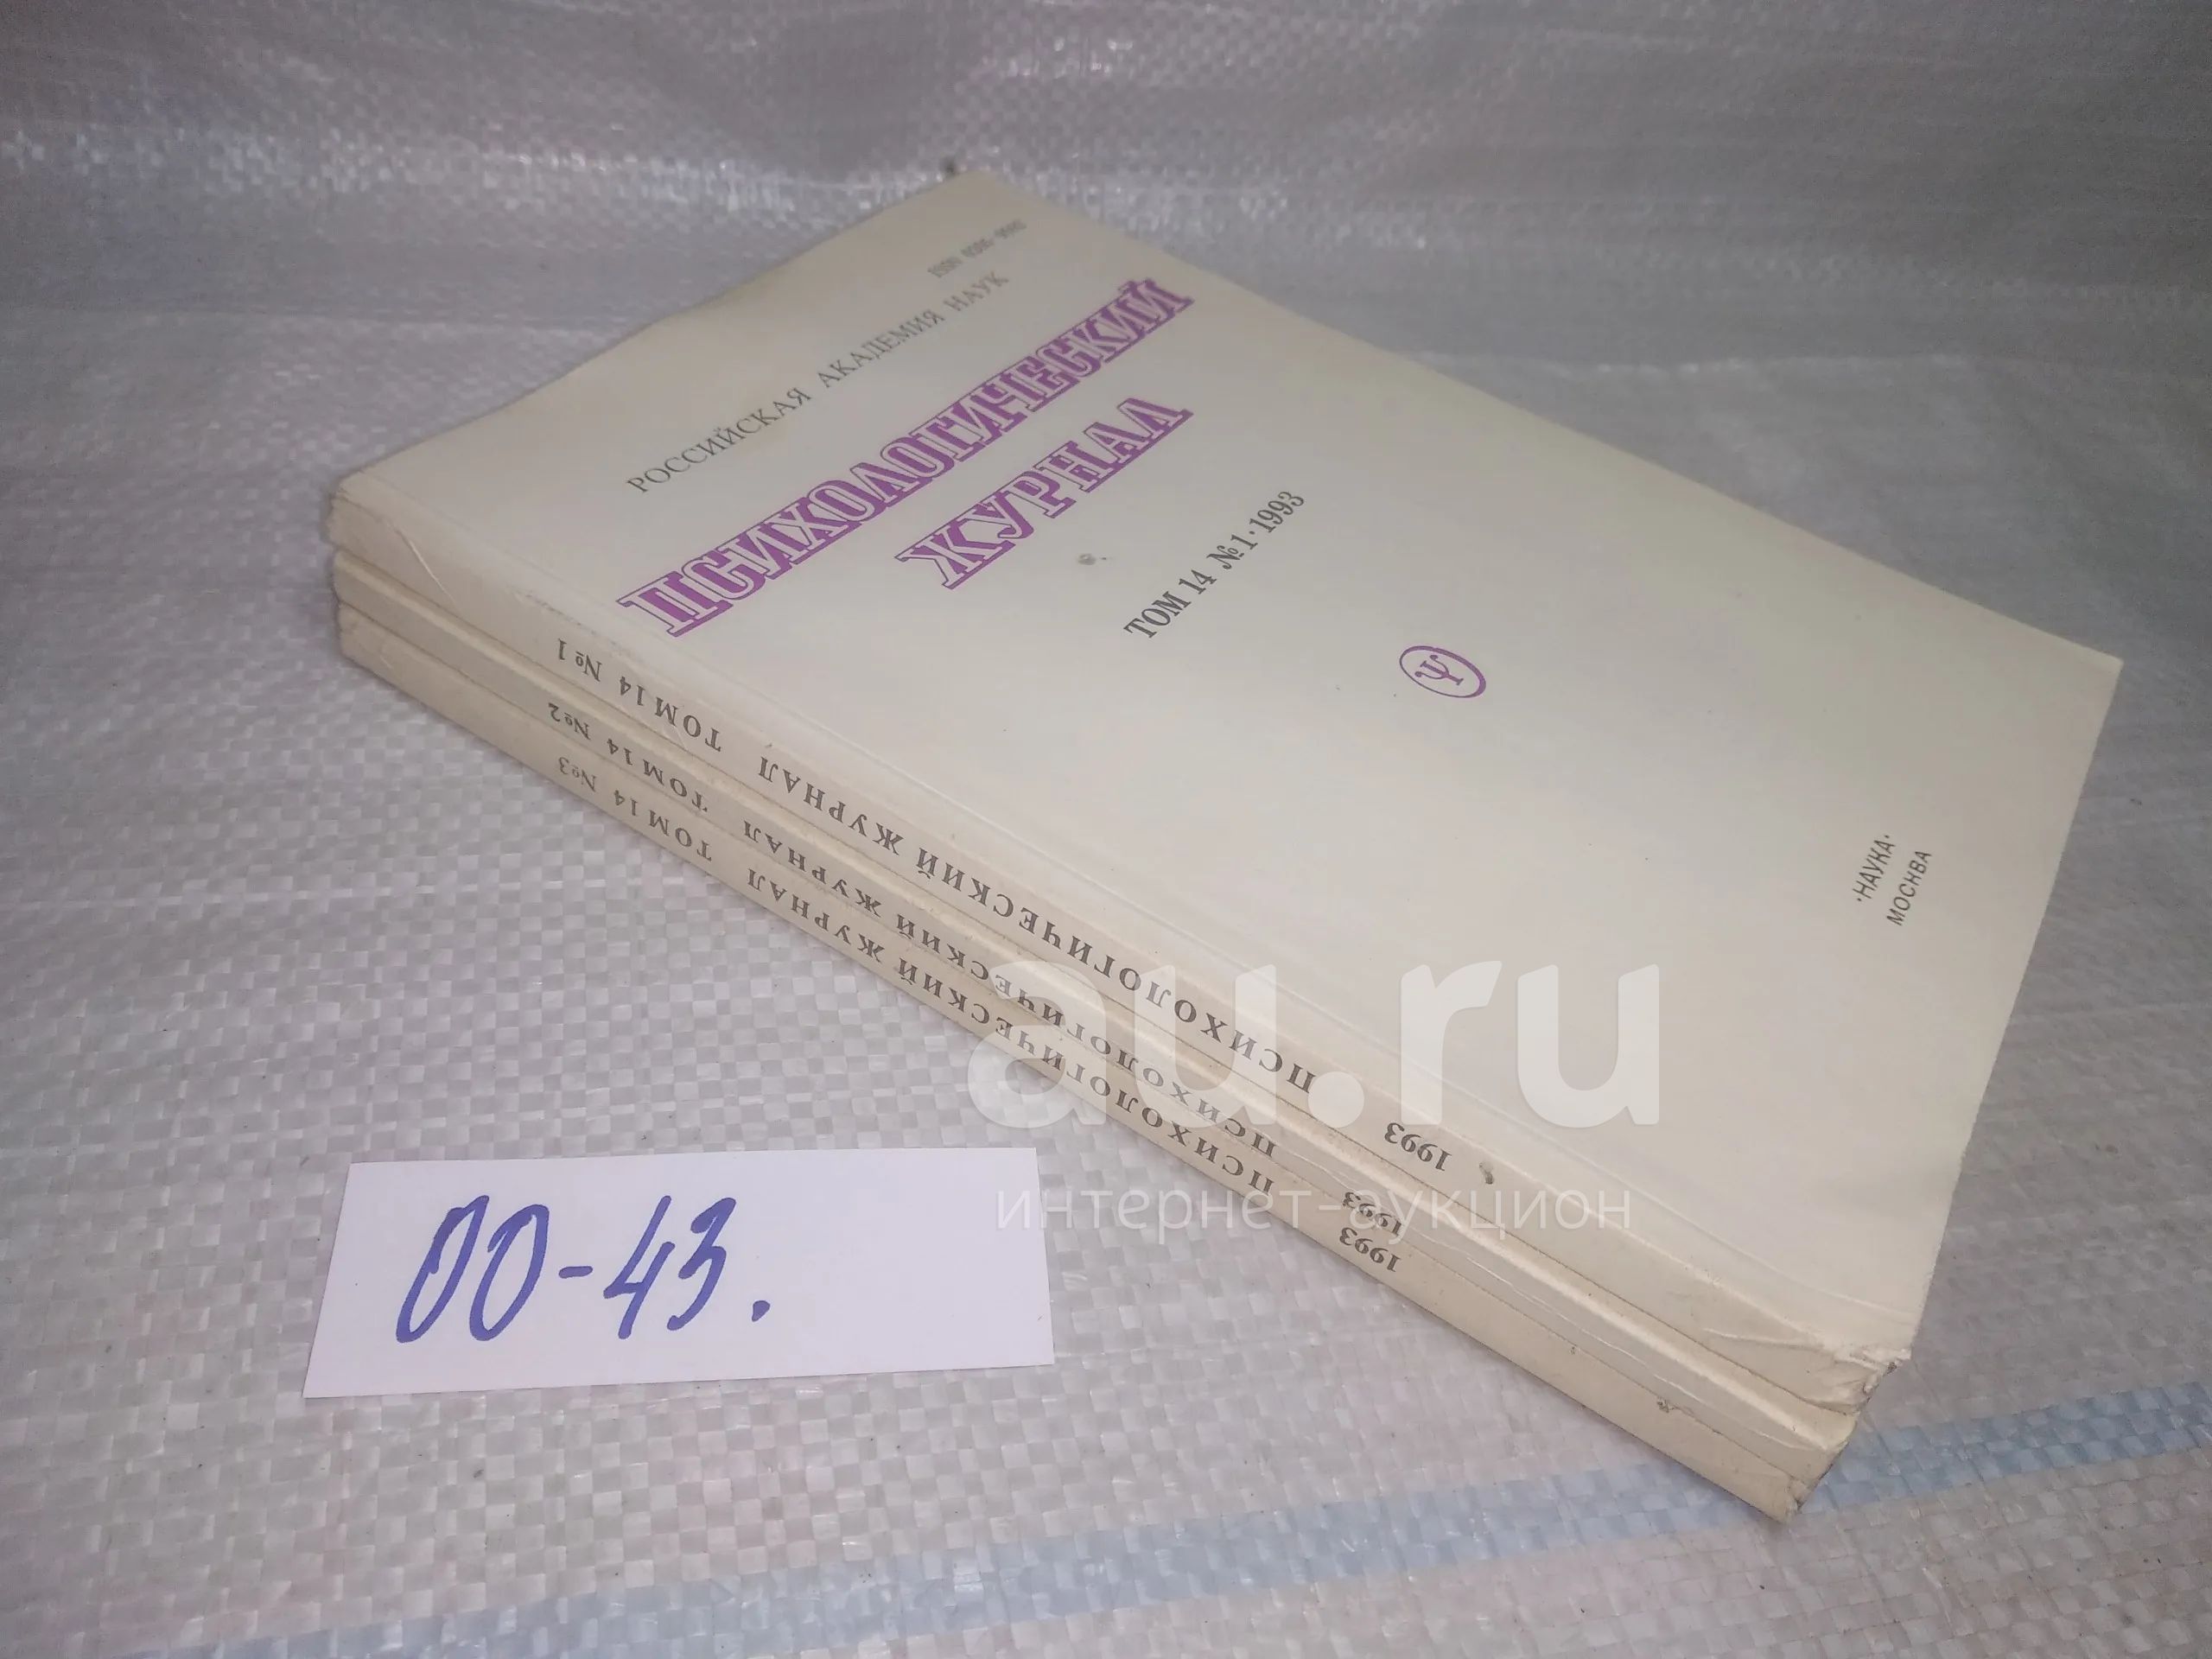 ISSN 0205-9592
РОССИЙСКАЯ АКАДЕМИЯ НАУК
ПСИХОЛОГИЧЕСКИЙ
ЖУРНАЛ
ТОМ 14 №1·1993
Ψ
"НАУКА"
МОСКВА
1993 ПСИХОЛОГИЧЕСКИЙ ЖУРНАЛ ТОМ 14 №1
1993 ПСИХОЛОГИЧЕСКИЙ ЖУРНАЛ ТОМ 14 №2
1993 ПСИХОЛОГИЧЕСКИЙ ЖУРНАЛ ТОМ 14 №3
au.ru
интернет-аукцион
ОО-43.